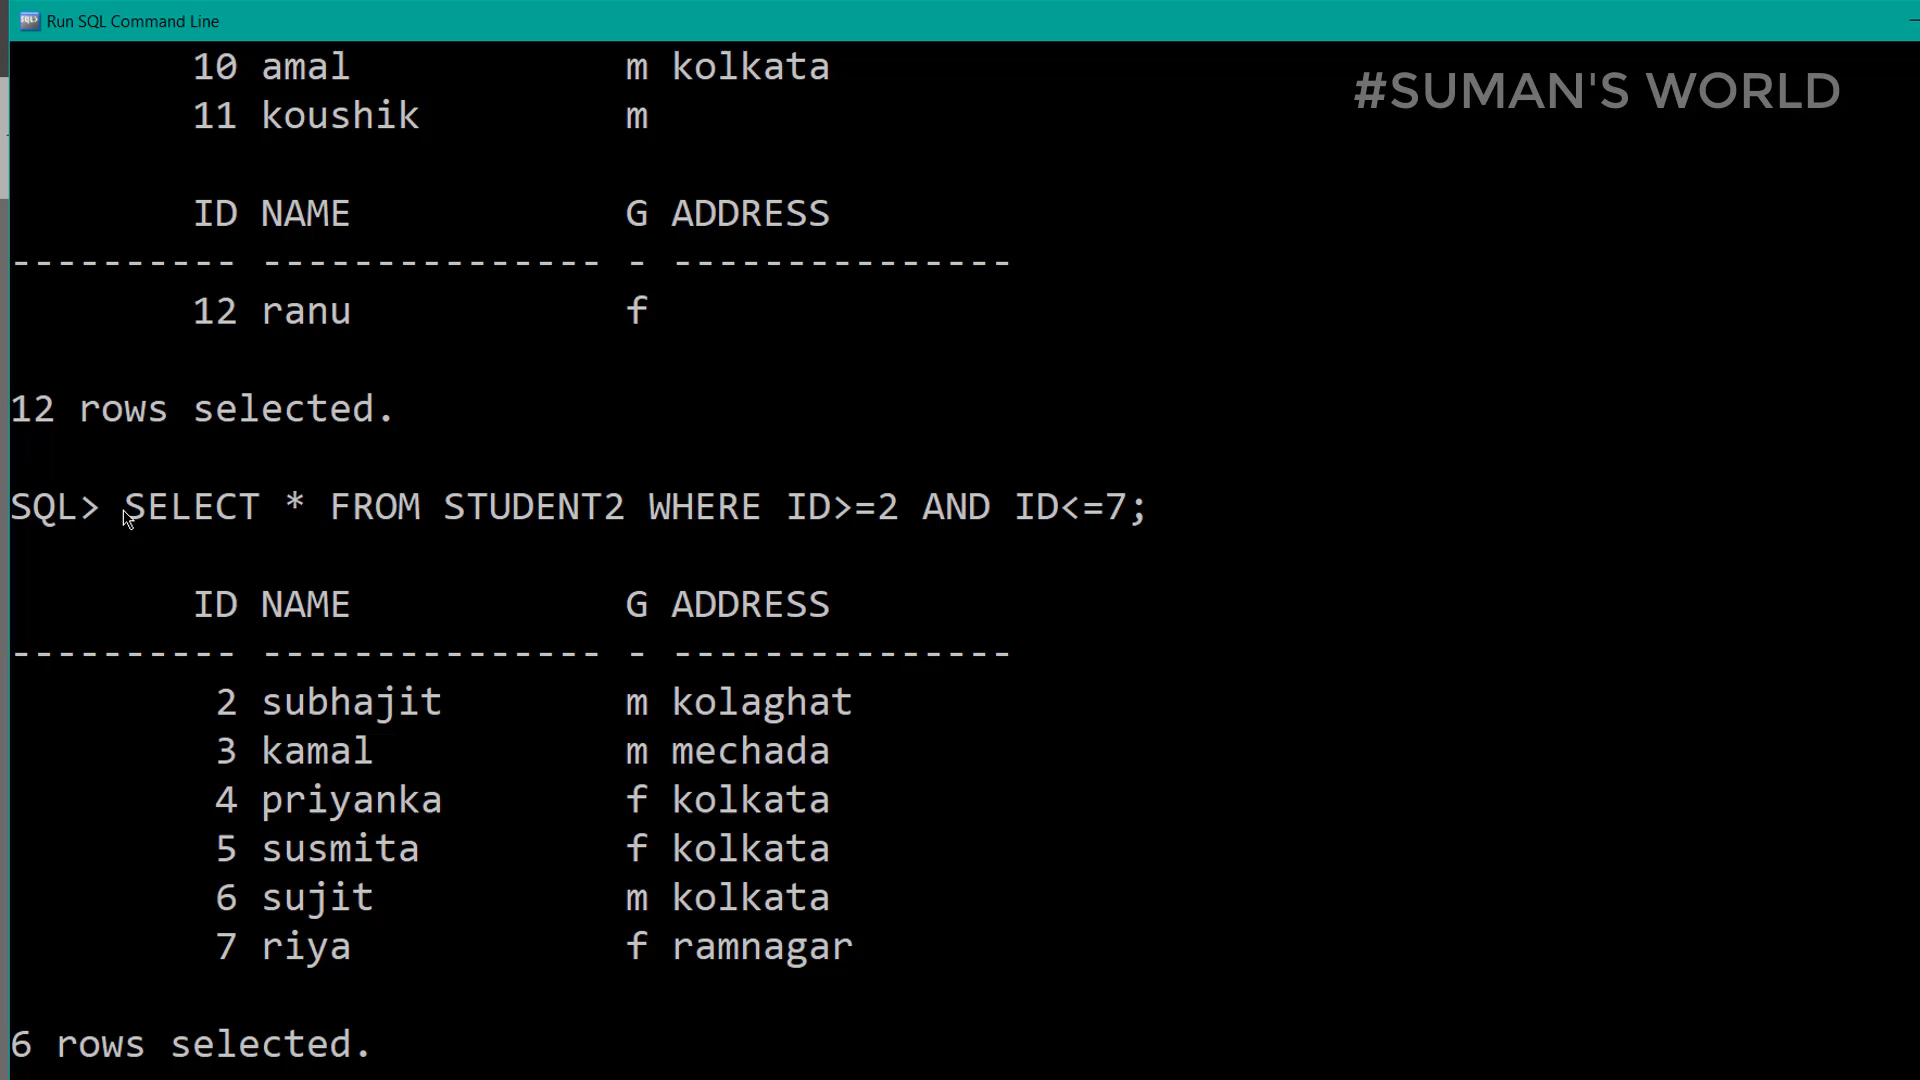 Run SQL Command Line
10 amal m kolkata
#SUMAN'S WORLD
11 koushik m
ID NAME G ADDRESS
---------- --------------- - ---------------
12 ranu f
12 rows selected.
SQL> SELECT * FROM STUDENT2 WHERE ID>=2 AND ID<=7;
ID NAME G ADDRESS
---------- --------------- - ---------------
2 subhajit m kolaghat
3 kamal m mechada
4 priyanka f kolkata
5 susmita f kolkata
6 sujit m kolkata
7 riya f ramnagar
6 rows selected.